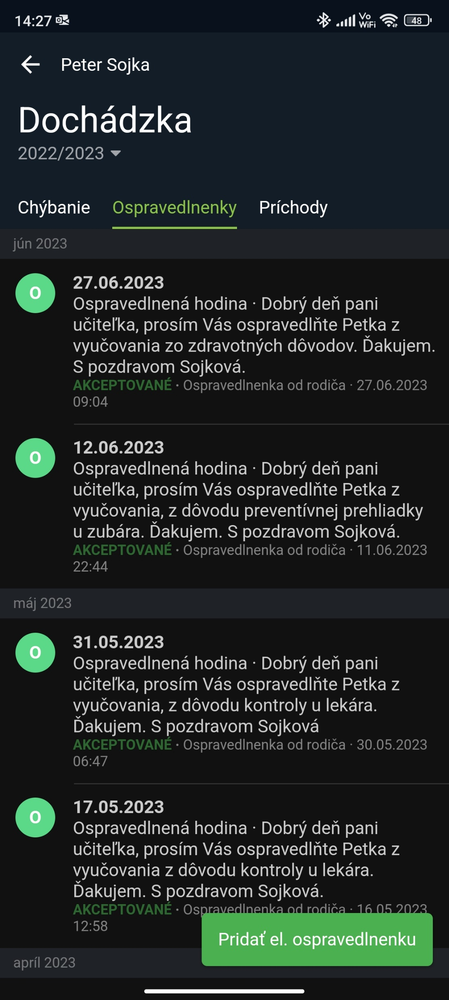 14:27
Vo
WiFi
48
Peter Sojka
Dochádzka
2022/2023
Chýbanie Ospravedlnenky Príchody
jún 2023
O
27.06.2023
Ospravedlnená hodina · Dobrý deň pani
učiteľka, prosím Vás ospravedlňte Petka z
vyučovania zo zdravotných dôvodov. Ďakujem.
S pozdravom Sojková.
AKCEPTOVANÉ · Ospravedlnenka od rodiča · 27.06.2023
09:04
O
12.06.2023
Ospravedlnená hodina · Dobrý deň pani
učiteľka, prosím Vás ospravedlňte Petka z
vyučovania, z dôvodu preventívnej prehliadky
u zubára. Ďakujem. S pozdravom Sojková.
AKCEPTOVANÉ · Ospravedlnenka od rodiča · 11.06.2023
22:44
máj 2023
O
31.05.2023
Ospravedlnená hodina · Dobrý deň pani
učiteľka, prosím Vás ospravedlňte Petka z
vyučovania, z dôvodu kontroly u lekára.
Ďakujem. S pozdravom Sojková
AKCEPTOVANÉ · Ospravedlnenka od rodiča · 30.05.2023
06:47
O
17.05.2023
Ospravedlnená hodina · Dobrý deň pani
učiteľka, prosím Vás ospravedlňte Petka z
vyučovania z dôvodu kontroly u lekára.
Ďakujem. S pozdravom Sojková.
AKCEPTOVANÉ · Ospravedlnenka od rodiča · 16.05.2023
12:58
Pridať el. ospravedlnenku
apríl 2023